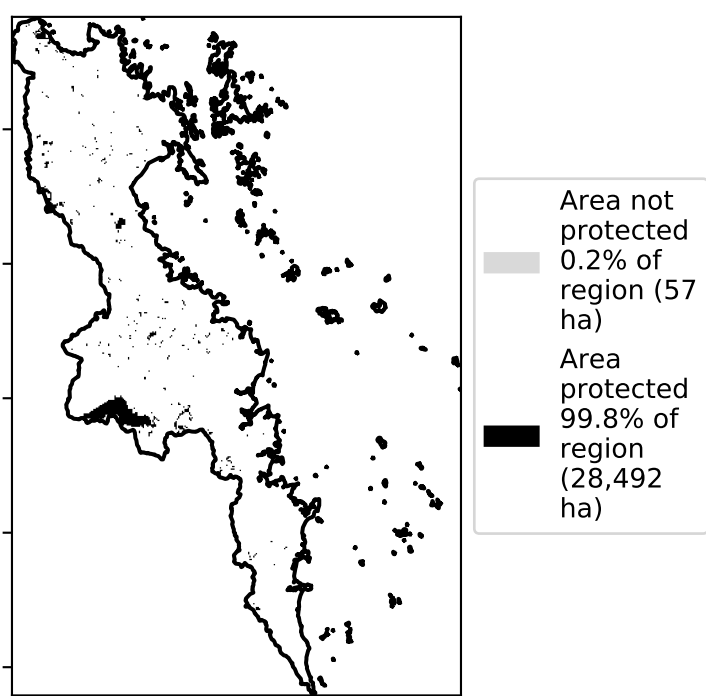 Area not
protected
0.2% of
region (57
ha)
Area
protected
99.8% of
region
(28,492
ha)